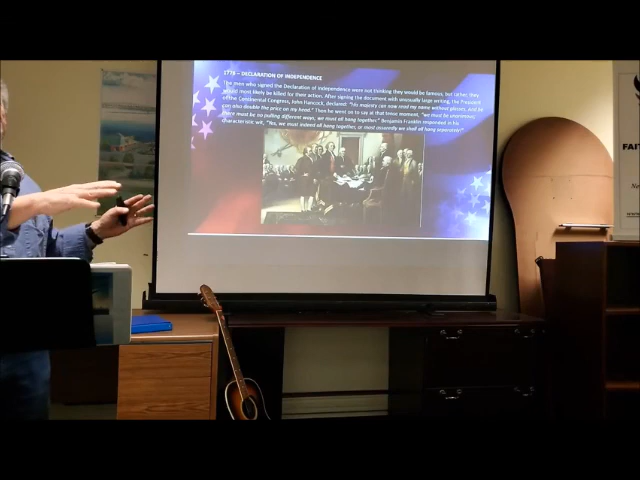 1776 – DECLARATION OF INDEPENDENCE
The men who signed the Declaration of Independence were not thinking they would be famous, but rather they
would most likely be killed for their action. After signing the document with unusually large writing, the President
of the Continental Congress, John Hancock, declared: "His majesty can now read my name without glasses. And he
can also double the price on my head." Then he went on to say at that tense moment, "We must be unanimous;
there must be no pulling different ways; we must all hang together." Benjamin Franklin responded in his
characteristic wit, "Yes, we must indeed all hang together, or most assuredly we shall all hang separately!"
FAIT